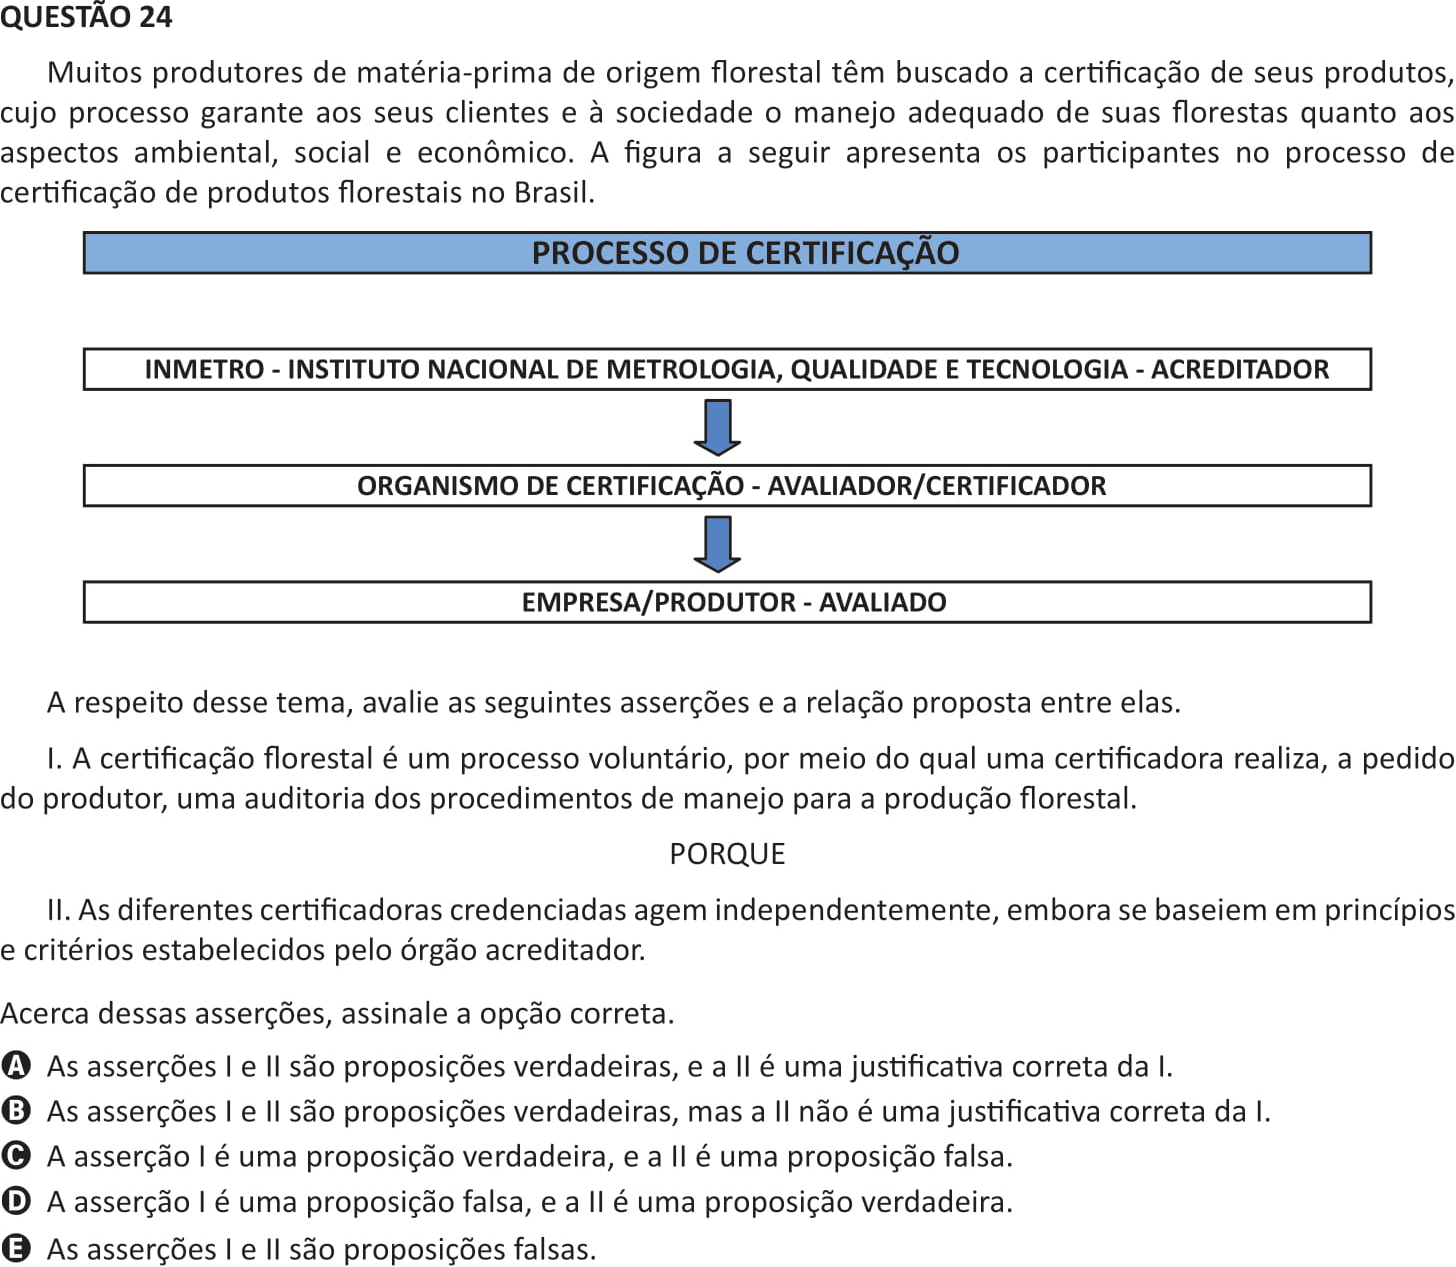 QUESTÃO 24
Muitos produtores de matéria-prima de origem florestal têm buscado a certificação de seus produtos,
cujo processo garante aos seus clientes e à sociedade o manejo adequado de suas florestas quanto aos
aspectos ambiental, social e econômico. A figura a seguir apresenta os participantes no processo de
certificação de produtos florestais no Brasil.
PROCESSO DE CERTIFICAÇÃO
INMETRO - INSTITUTO NACIONAL DE METROLOGIA, QUALIDADE E TECNOLOGIA - ACREDITADOR
ORGANISMO DE CERTIFICAÇÃO - AVALIADOR/CERTIFICADOR
EMPRESA/PRODUTOR - AVALIADO
A respeito desse tema, avalie as seguintes asserções e a relação proposta entre elas.
I. A certificação florestal é um processo voluntário, por meio do qual uma certificadora realiza, a pedido
do produtor, uma auditoria dos procedimentos de manejo para a produção florestal.
PORQUE
II. As diferentes certificadoras credenciadas agem independentemente, embora se baseiem em princípios
e critérios estabelecidos pelo órgão acreditador.
Acerca dessas asserções, assinale a opção correta.
A As asserções I e II são proposições verdadeiras, e a II é uma justificativa correta da I.
B As asserções I e II são proposições verdadeiras, mas a II não é uma justificativa correta da I.
C A asserção I é uma proposição verdadeira, e a II é uma proposição falsa.
D A asserção I é uma proposição falsa, e a II é uma proposição verdadeira.
E As asserções I e II são proposições falsas.